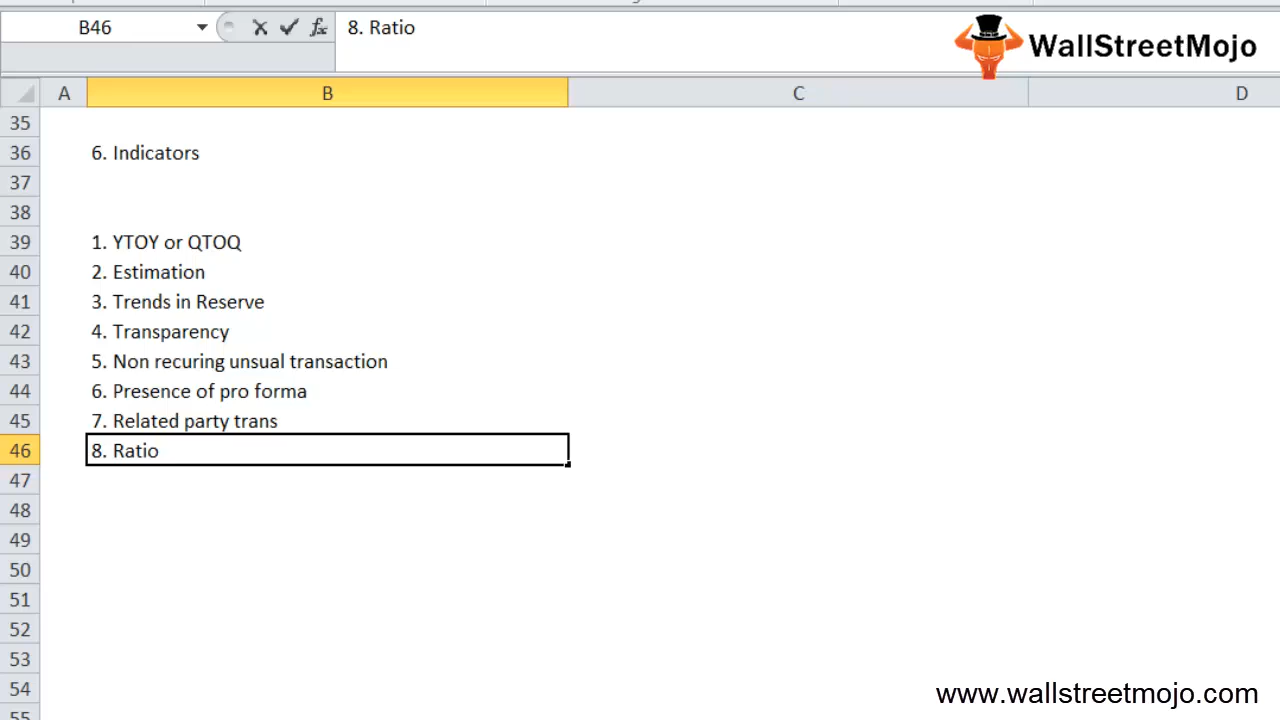 B46
8. Ratio
WallStreetMojo
A B C D
35
36 6. Indicators
37
38
39 1. YTOY or QTOQ
40 2. Estimation
41 3. Trends in Reserve
42 4. Transparency
43 5. Non recuring unsual transaction
44 6. Presence of pro forma
45 7. Related party trans
46 8. Ratio
47
48
49
50
51
52
53
54
55
www.wallstreetmojo.com